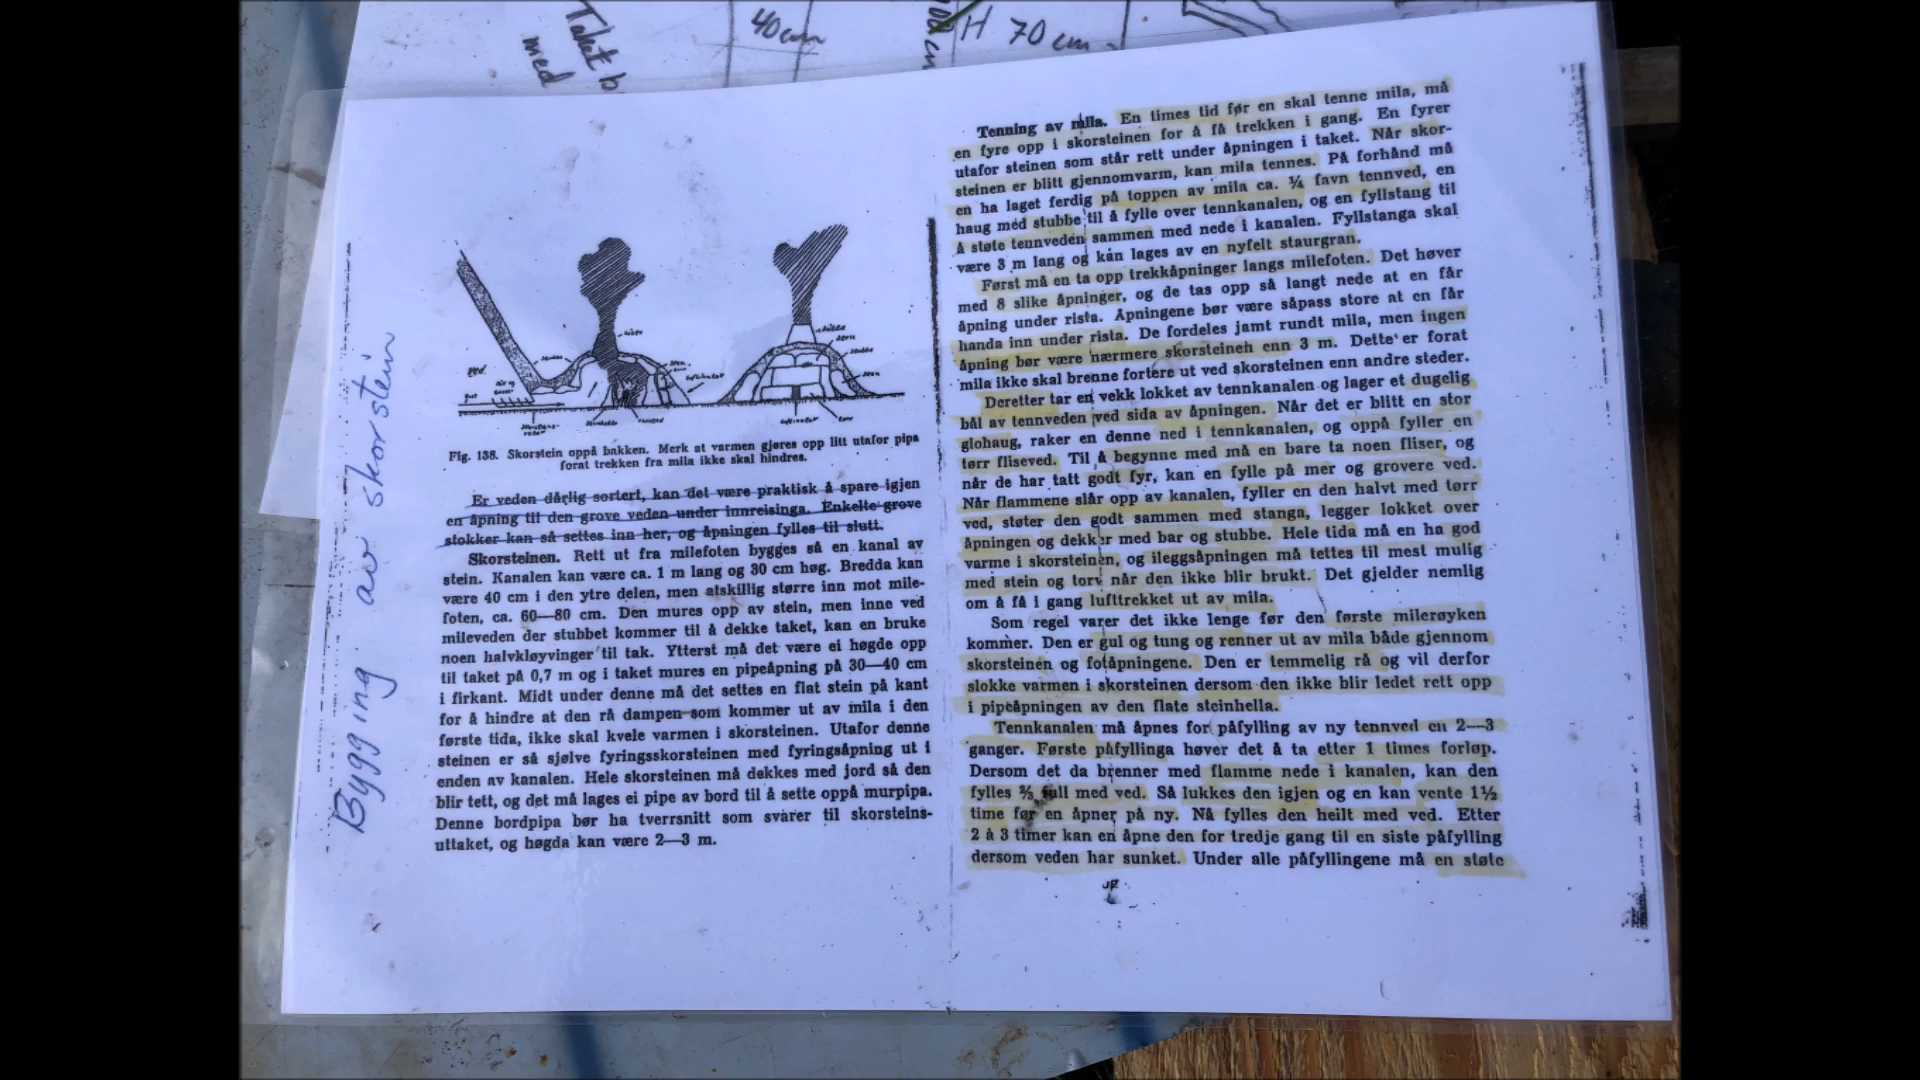 Taket b
med
40cm
H 70 cm
Bygging av skorstein
ved
Fig. 138. Skorstein oppå bakken. Merk at varmen gjøres opp litt utafor pipa
forat trekken fra mila ikke skal hindres.
Er veden dårlig sortert, kan det være praktisk å spare igjen
en åpning til den grove veden under innreisinga. Enkelte grove
stokker kan så settes inn her, og åpningen fylles til slutt.
Skorsteinen. Rett ut fra milefoten bygges så en kanal av
stein. Kanalen kan være ca. 1 m lang og 30 cm høg. Bredda kan
være 40 cm i den ytre delen, men atskillig større inn mot mile-
foten, ca. 60—80 cm. Den mures opp av stein, men inne ved
mileveden der stubbet kommer til å dekke taket, kan en bruke
noen halvkløyvinger til tak. Ytterst må det være ei høgde opp
til taket på 0,7 m og i taket mures en pipeåpning på 30—40 cm
i firkant. Midt under denne må det settes en flat stein på kant
for å hindre at den rå dampen som kommer ut av mila i den
første tida, ikke skal kvele varmen i skorsteinen. Utafor denne
steinen er så sjølve fyringsskorsteinen med fyringsåpning ut i
enden av kanalen. Hele skorsteinen må dekkes med jord så den
blir tett, og det må lages ei pipe av bord til å sette oppå murpipa.
Denne bordpipa bør ha tverrsnitt som svarer til skorsteins-
uttaket, og høgda kan være 2—3 m.
Tenning av mila. En times tid før en skal tenne mila, må
en fyre opp i skorsteinen for å få trekken i gang. En fyrer
utafor steinen som står rett under åpningen i taket. Når skor-
steinen er blitt gjennomvarm, kan mila tennes. På forhånd må
en ha laget ferdig på toppen av mila ca. ¼ favn tennved, en
haug med stubbe til å fylle over tennkanalen, og en fyllstang til
å støte tennveden sammen med nede i kanalen. Fyllstanga skal
være 3 m lang og kan lages av en nyfelt staurgran.
Først må en ta opp trekkåpninger langs milefoten. Det høver
med 8 slike åpninger, og de tas opp så langt nede at en får
åpning under rista. Åpningene bør være såpass store at en får
handa inn under rista. De fordeles jamt rundt mila, men ingen
åpning bør være nærmere skorsteinen enn 3 m. Dette er forat
mila ikke skal brenne fortere ut ved skorsteinen enn andre steder.
Deretter tar en vekk lokket av tennkanalen og lager et dugelig
bål av tennveden ved sida av åpningen. Når det er blitt en stor
glohaug, raker en denne ned i tennkanalen, og oppå fyller en
tørr fliseved. Til å begynne med må en bare ta noen fliser, og
når de har tatt godt fyr, kan en fylle på mer og grovere ved.
Når flammene slår opp av kanalen, fyller en den halvt med tørr
ved, støter den godt sammen med stanga, legger lokket over
åpningen og dekker med bar og stubbe. Hele tida må en ha god
varme i skorsteinen, og ileggsåpningen må tettes til mest mulig
med stein og torv når den ikke blir brukt. Det gjelder nemlig
om å få i gang lufttrekket ut av mila.
Som regel varer det ikke lenge før den første milerøyken
kommer. Den er gul og tung og renner ut av mila både gjennom
skorsteinen og fotåpningene. Den er temmelig rå og vil derfor
slokke varmen i skorsteinen dersom den ikke blir ledet rett opp
i pipeåpningen av den flate steinhella.
Tennkanalen må åpnes for påfylling av ny tennved en 2—3
ganger. Første påfyllinga høver det å ta etter 1 times forløp.
Dersom det da brenner med flamme nede i kanalen, kan den
fylles ⅔ full med ved. Så lukkes den igjen og en kan vente 1½
time før en åpner på ny. Nå fylles den heilt med ved. Etter
2 à 3 timer kan en åpne den for tredje gang til en siste påfylling
dersom veden har sunket. Under alle påfyllingene må en støte